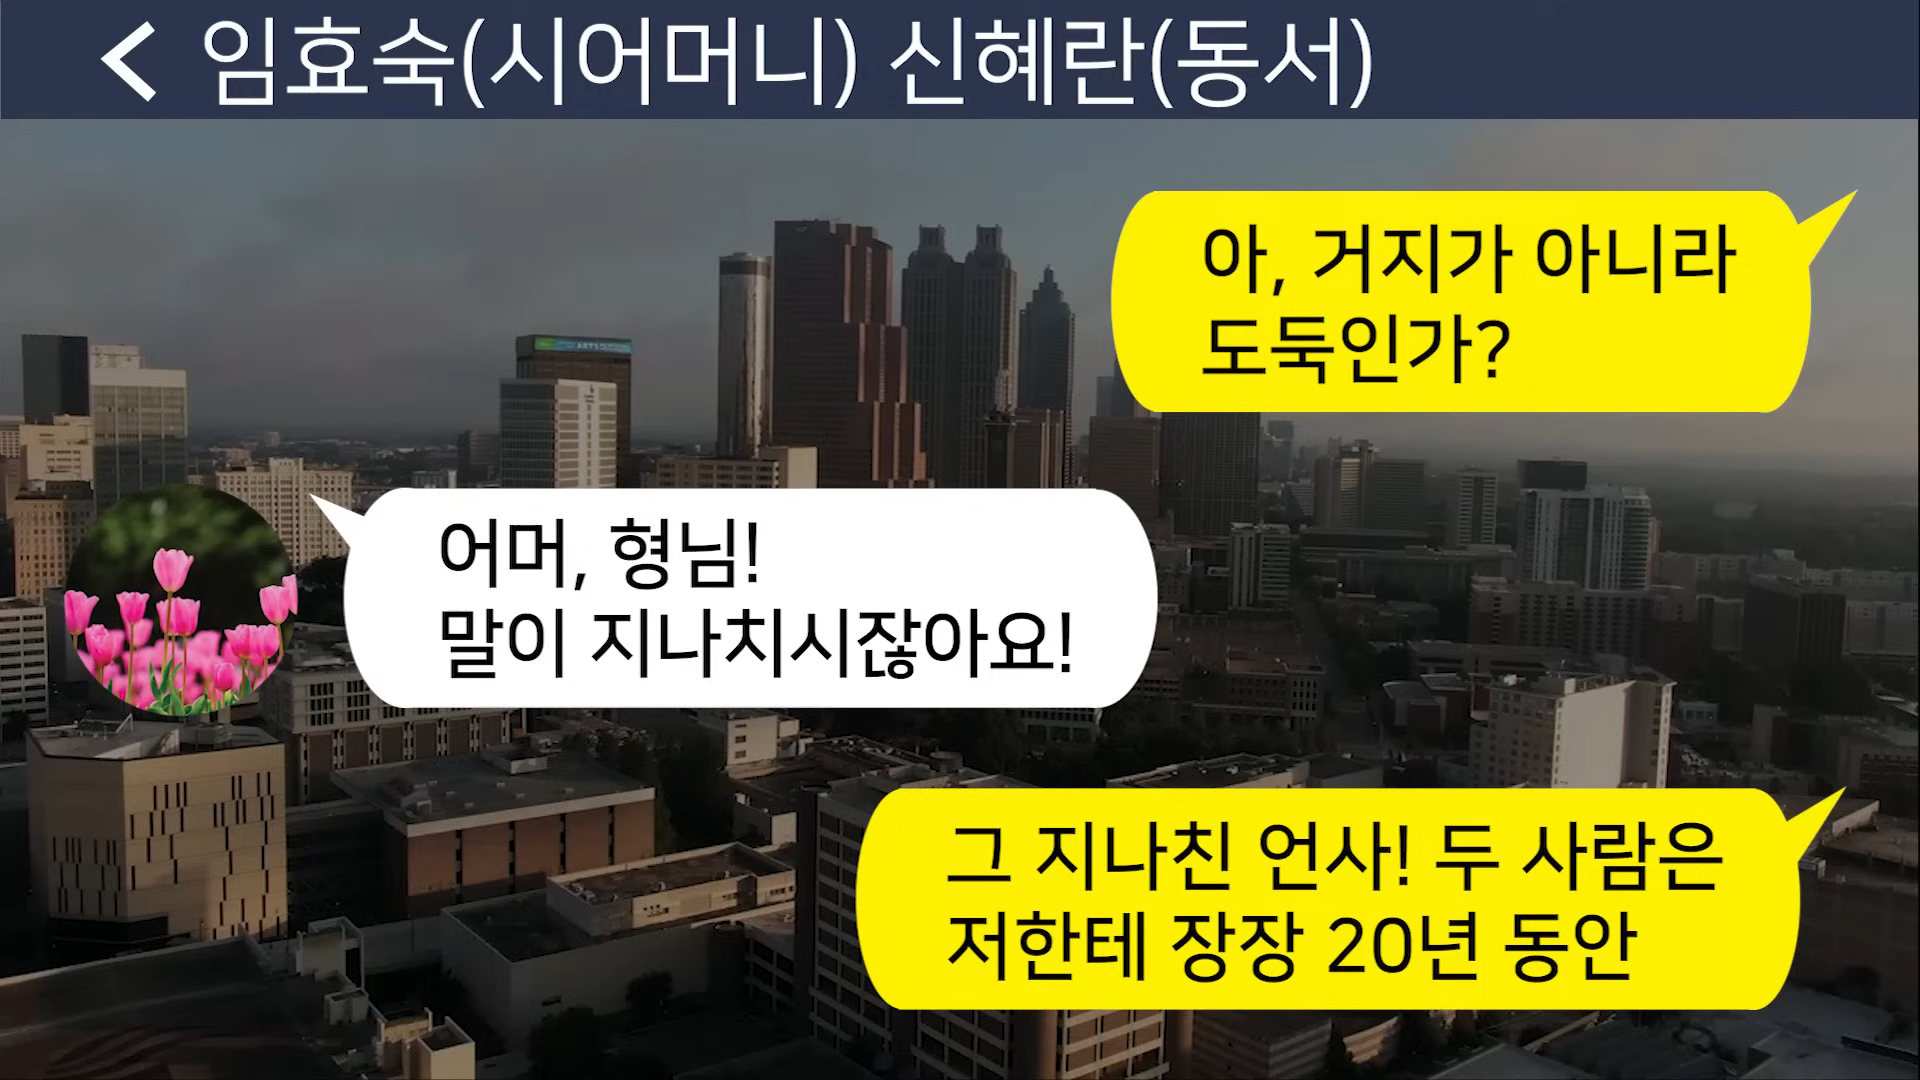 임효숙(시어머니) 신혜란(동서)
아, 거지가 아니라
도둑인가?
ARTS
어머, 형님!
말이 지나치시잖아요!
그 지나친 언사! 두 사람은
저한테 장장 20년 동안